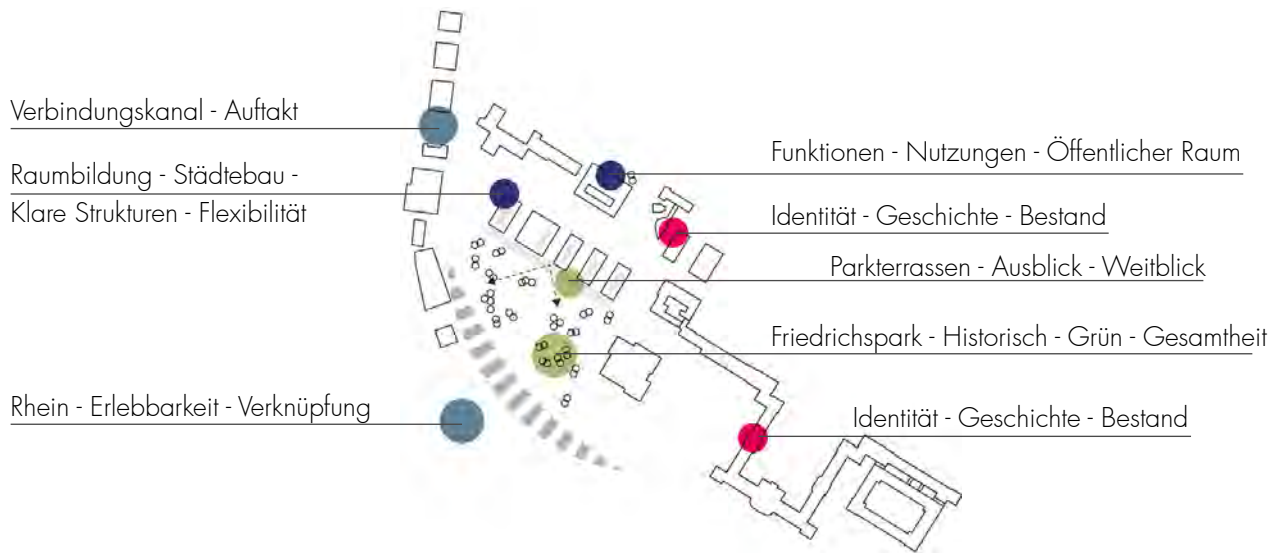 Verbindungskanal - Auftakt
Raumbildung - Städtebau -
Klare Strukturen - Flexibilität
Rhein - Erlebbarkeit - Verknüpfung
Funktionen - Nutzungen - Öffentlicher Raum
Identität - Geschichte - Bestand
Parkterrassen - Ausblick - Weitblick
Friedrichspark - Historisch - Grün - Gesamtheit
Identität - Geschichte - Bestand